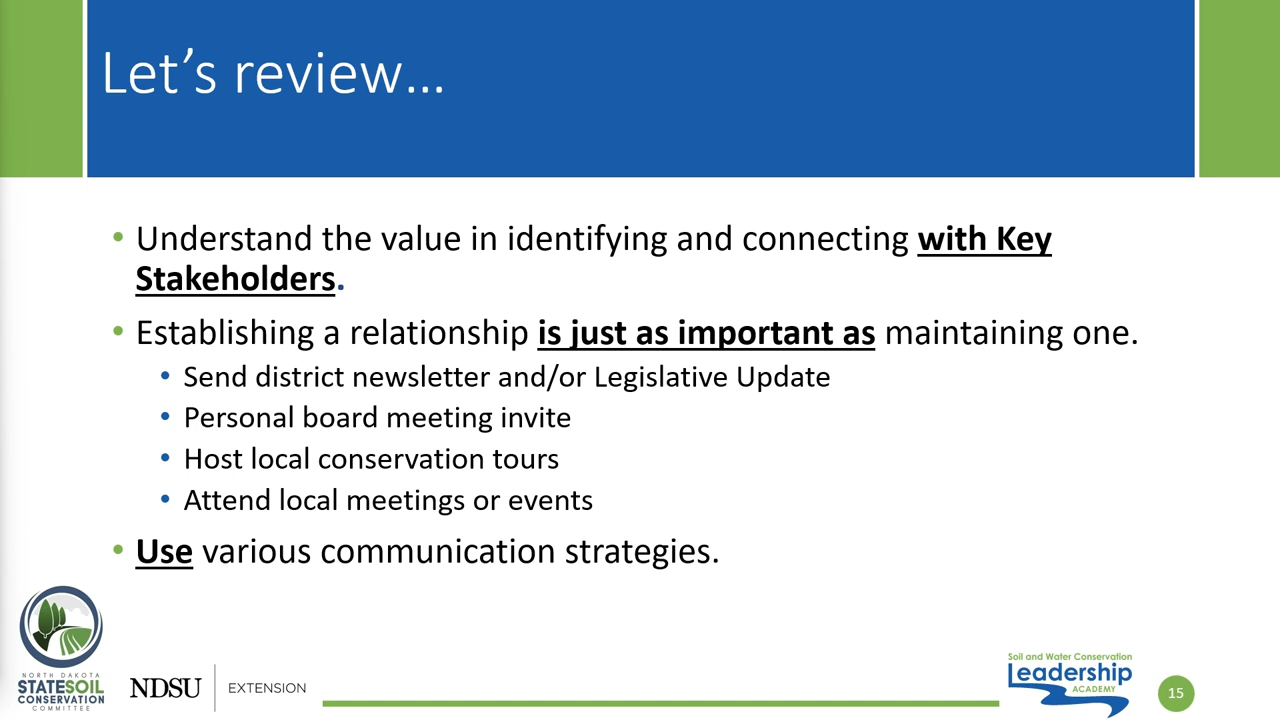 Let’s review…
• Understand the value in identifying and connecting with Key
Stakeholders.
• Establishing a relationship is just as important as maintaining one.
• Send district newsletter and/or Legislative Update
• Personal board meeting invite
• Host local conservation tours
• Attend local meetings or events
• Use various communication strategies.
NORTH DAKOTA
STATESOIL
CONSERVATION
COMMITTEE
NDSU
EXTENSION
Soil and Water Conservation
Leadership
ACADEMY
15